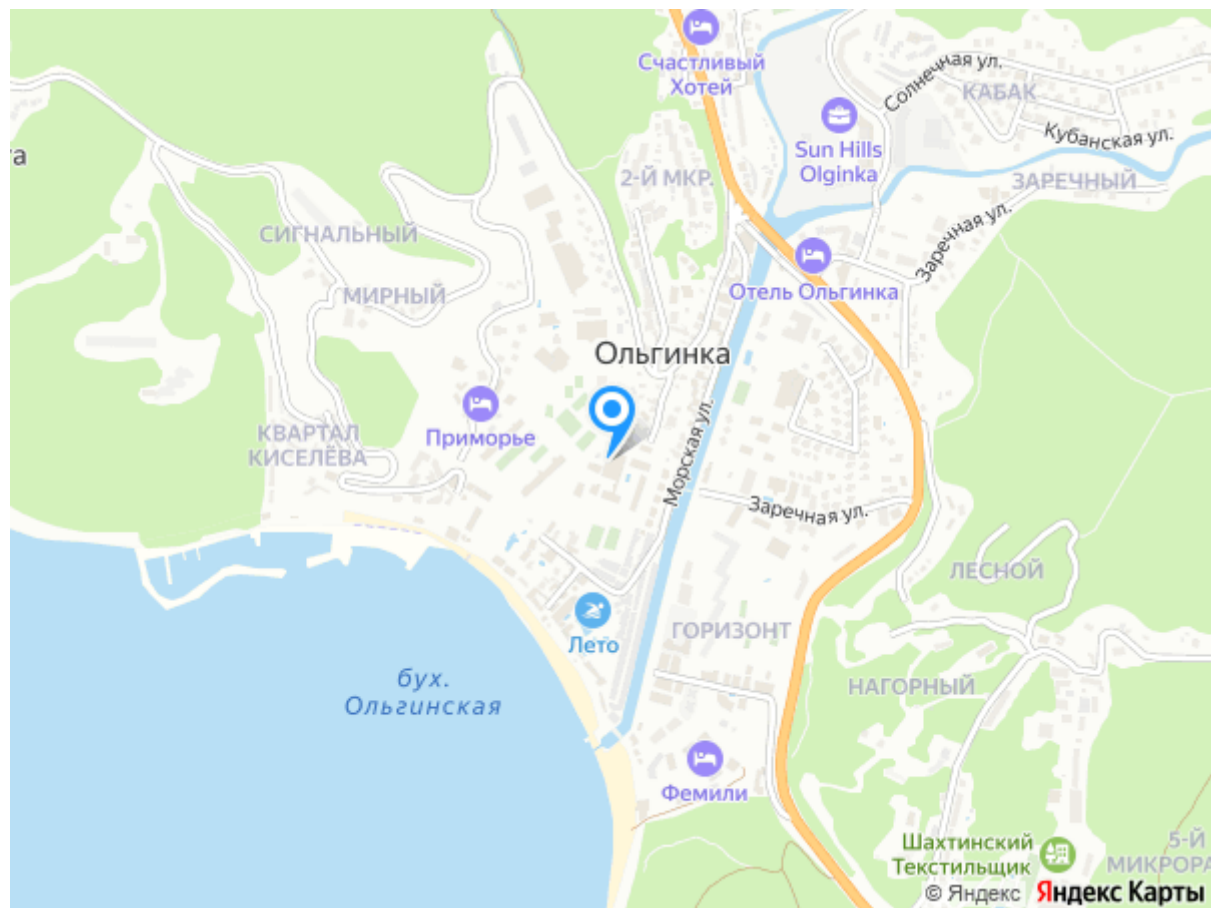 Счастливый
Хотей
Солнечная ул.
КАБАК
Кубанская ул.
Sun Hills
Olginka
та
2-Й МКР.
ЗАРЕЧНЫЙ
Заречная ул.
СИГНАЛЬНЫЙ
МИРНЫЙ
Отель Ольгинка
Ольгинка
Приморье
КВАРТАЛ
КИСЕЛЁВА
Морская ул.
Заречная ул.
ЛЕСНОЙ
Лето
ГОРИЗОНТ
бух.
Ольгинская
НАГОРНЫЙ
Фемили
Шахтинский
Текстильщик
5-Й
МИКРОРА
© Яндекс Яндекс Карты